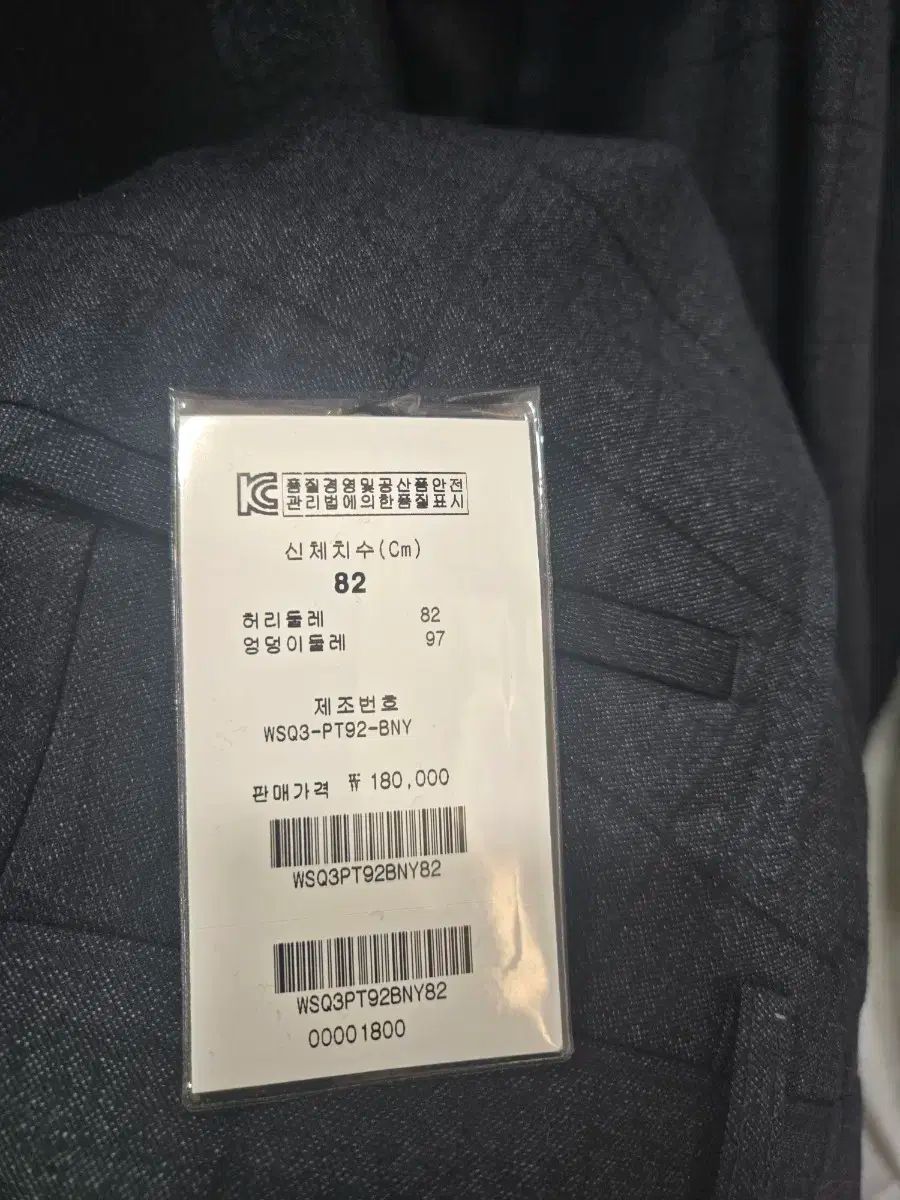 KC 품질경영및공산품안전
관리법에의한품질표시
신체치수(Cm)
82
허리둘레 82
엉덩이둘레 97
제조번호
WSQ3-PT92-BNY
판매가격 ₩180,000
WSQ3PT92BNY82
WSQ3PT92BNY82
00001800